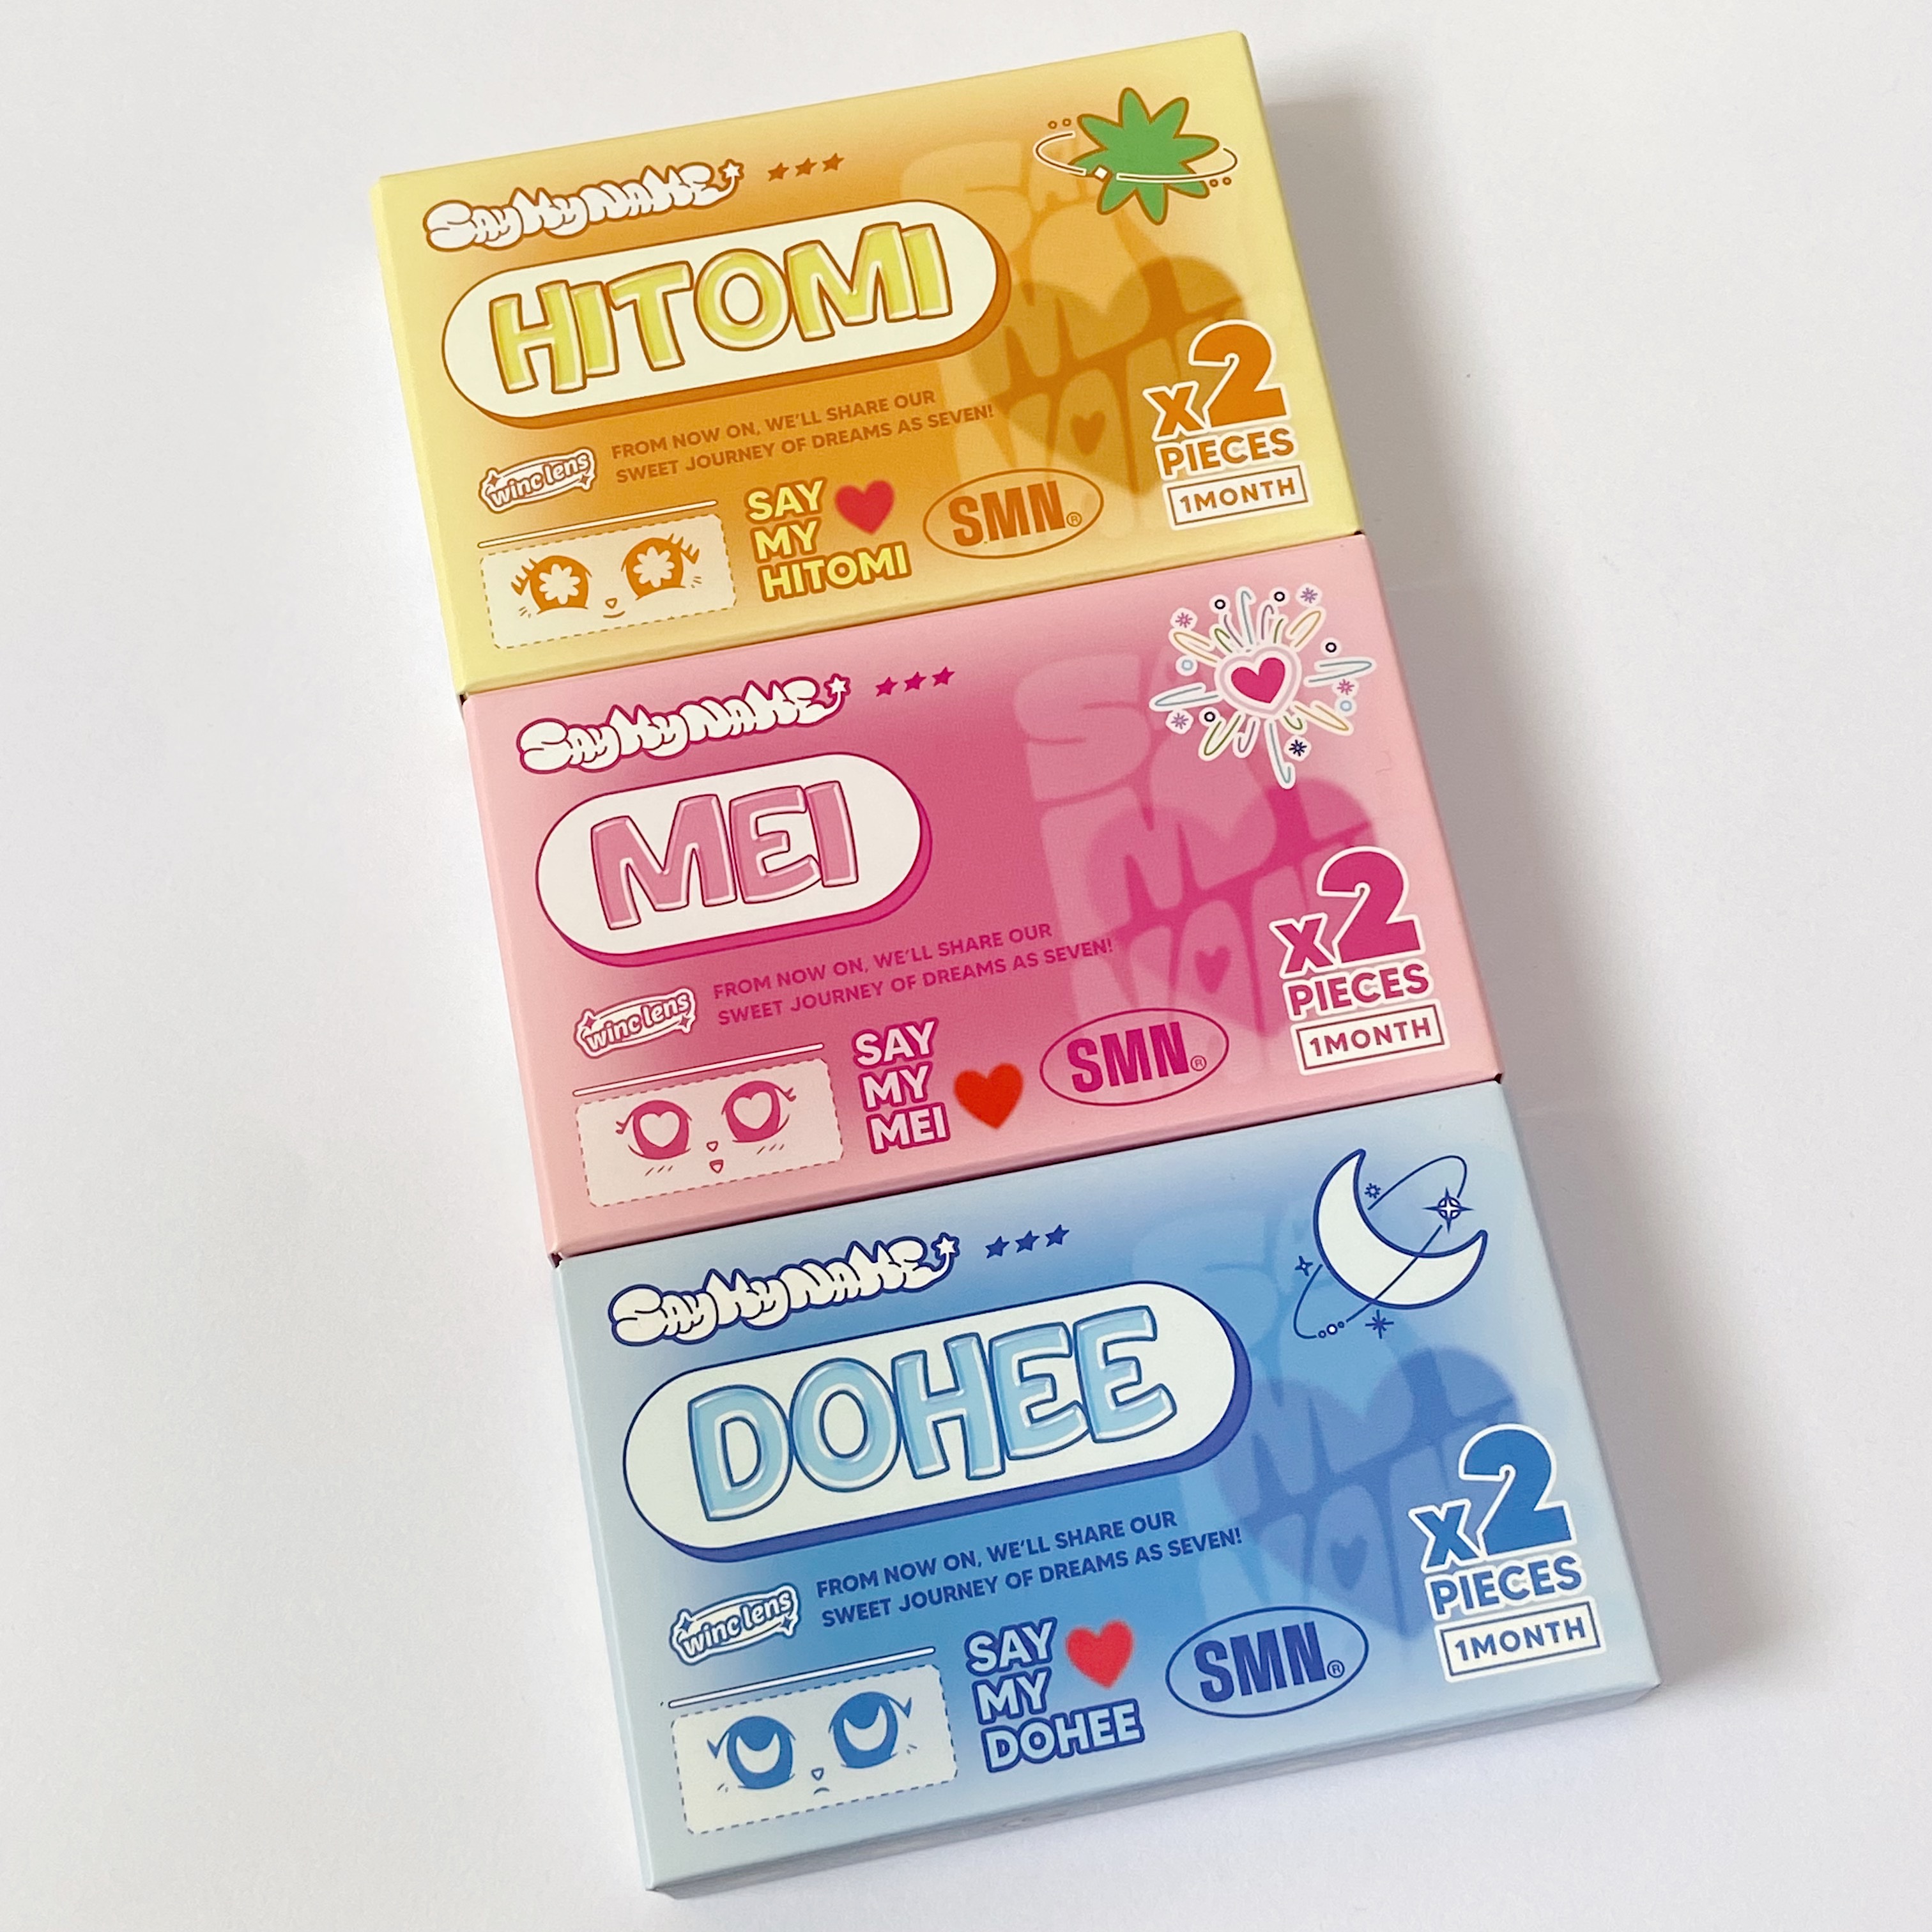 SAYMYNAME
HITOMI
FROM NOW ON, WE'LL SHARE OUR
SWEET JOURNEY OF DREAMS AS SEVEN!
winc lens
SAY
MY
HITOMI
SMN®
x2
PIECES
1MONTH
SAYMYNAME
MEI
FROM NOW ON, WE'LL SHARE OUR
SWEET JOURNEY OF DREAMS AS SEVEN!
winc lens
SAY
MY
MEI
SMN®
x2
PIECES
1MONTH
SAYMYNAME
DOHEE
FROM NOW ON, WE'LL SHARE OUR
SWEET JOURNEY OF DREAMS AS SEVEN!
winc lens
SAY
MY
DOHEE
SMN®
x2
PIECES
1MONTH